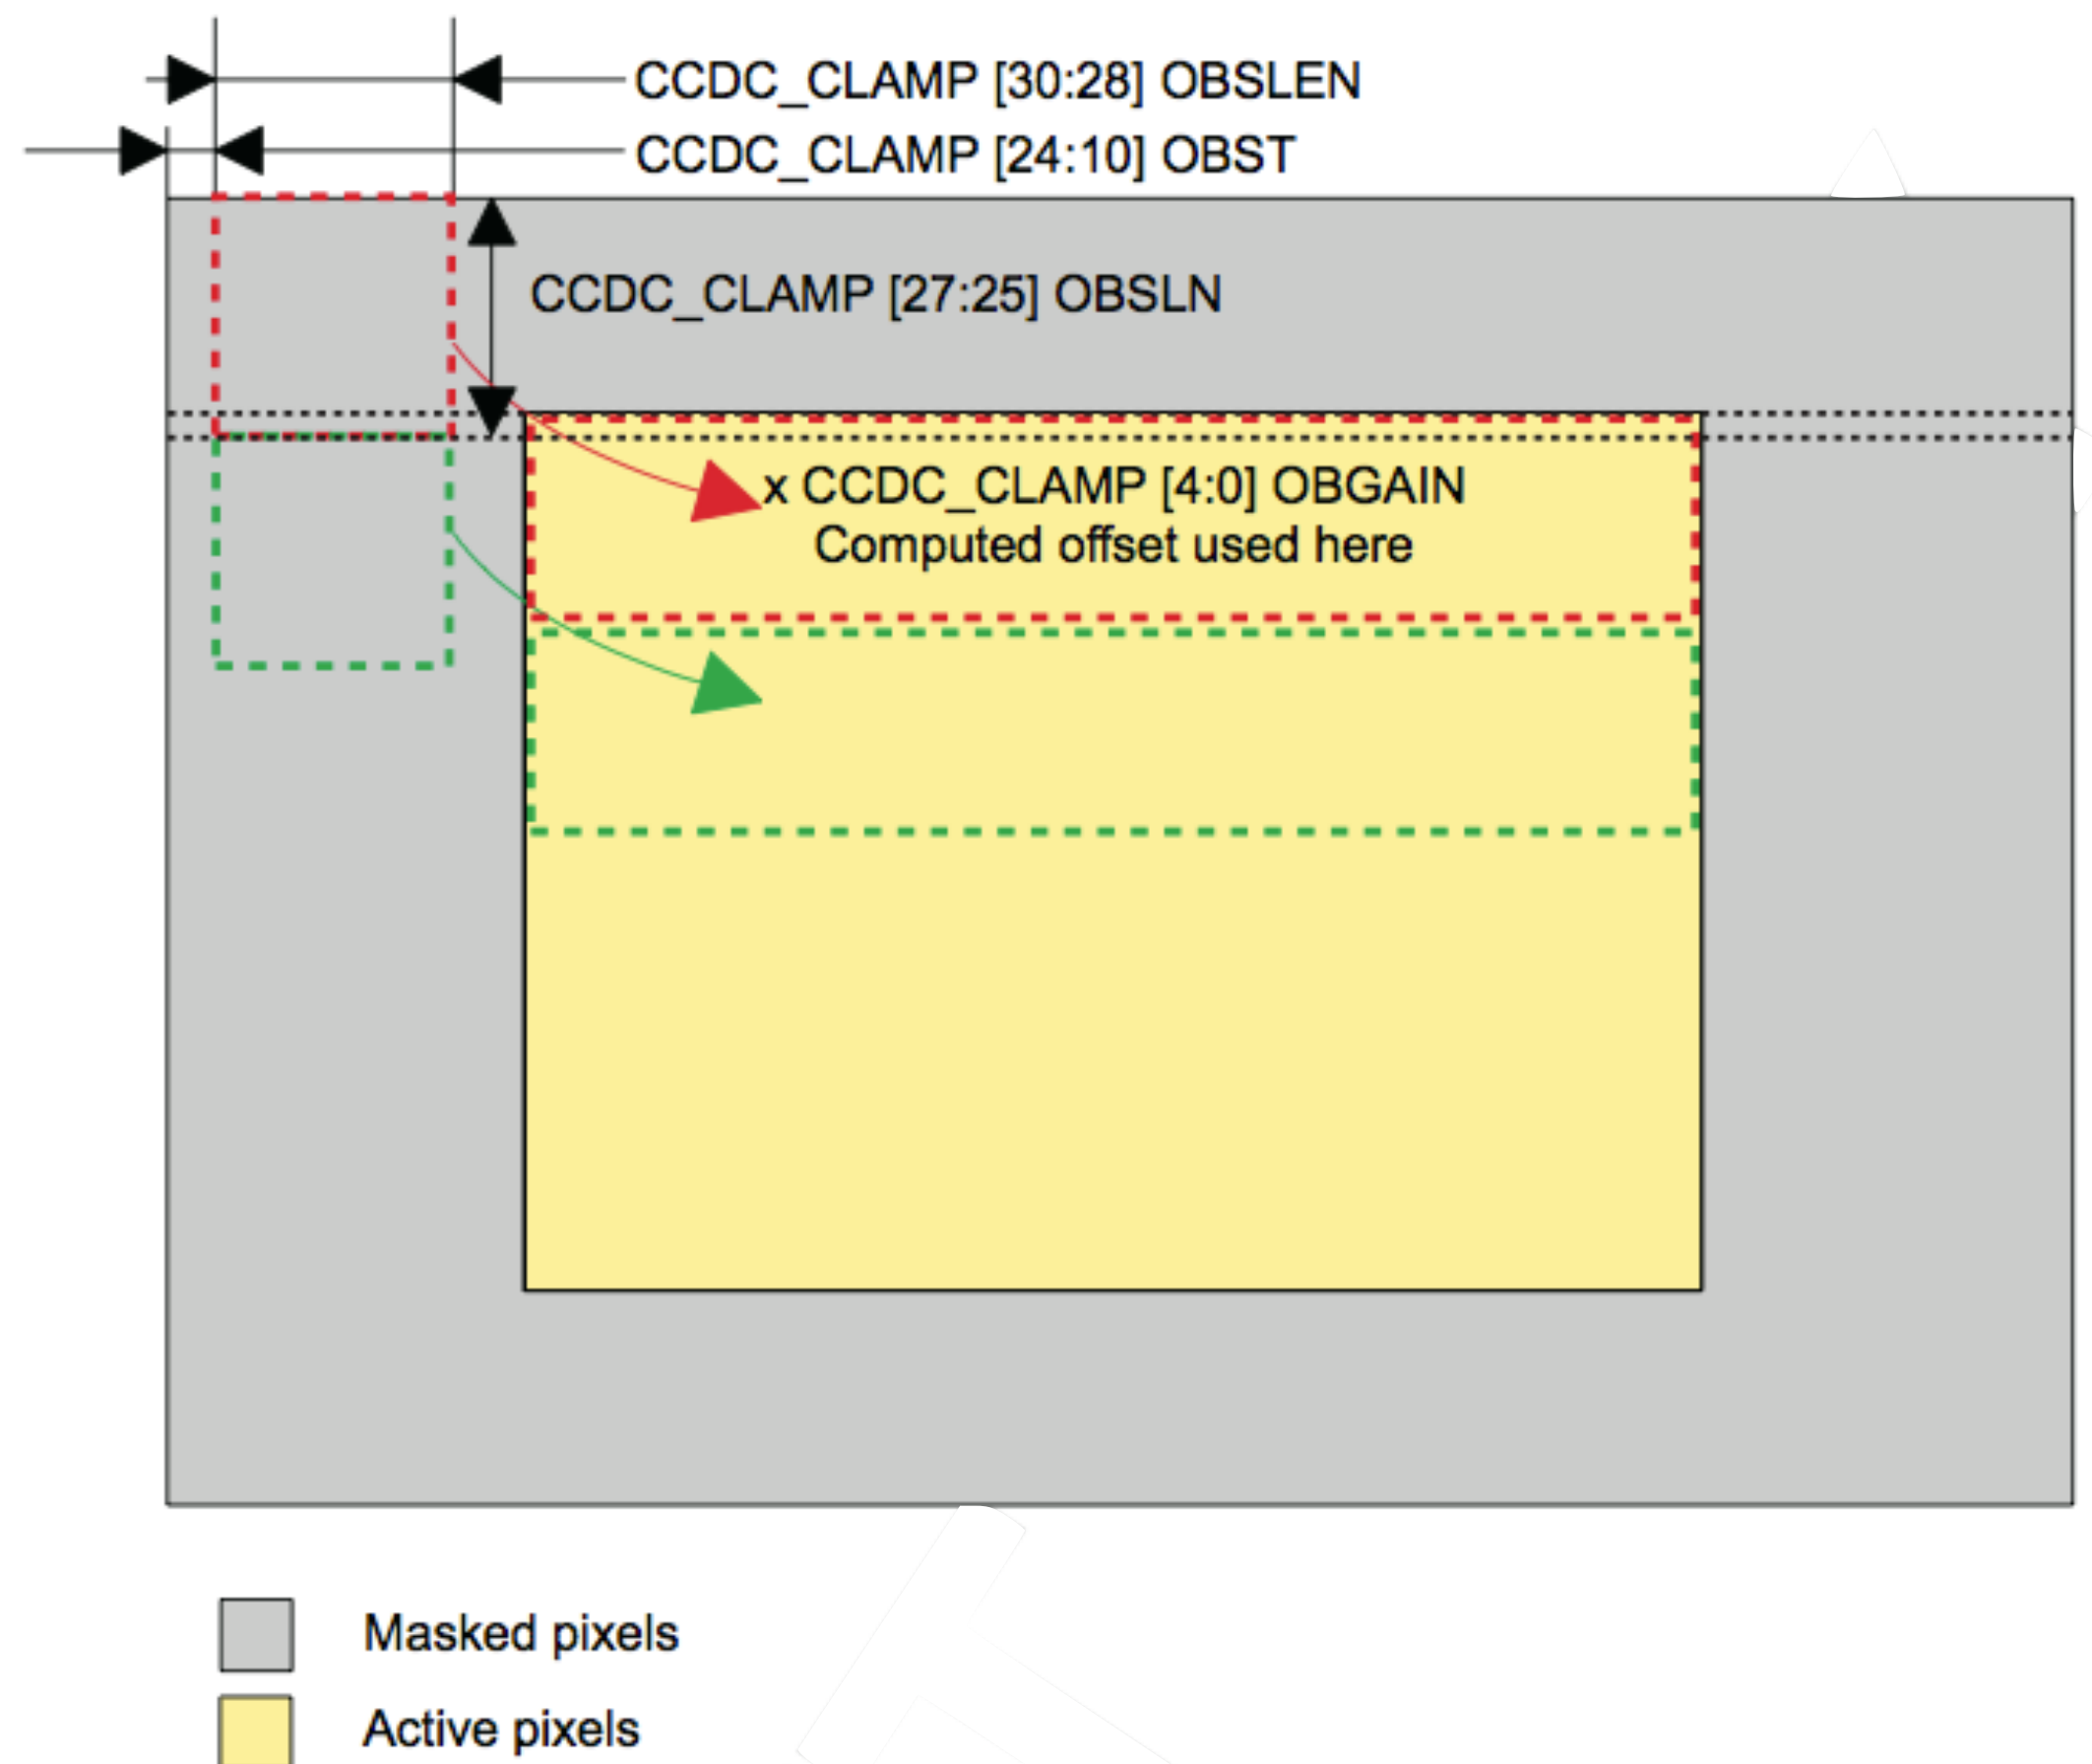 CCDC_CLAMP [30:28] OBSLEN
CCDC_CLAMP [24:10] OBST
CCDC_CLAMP [27:25] OBSLN
x CCDC_CLAMP [4:0] OBGAIN
Computed offset used here
Masked pixels
Active pixels